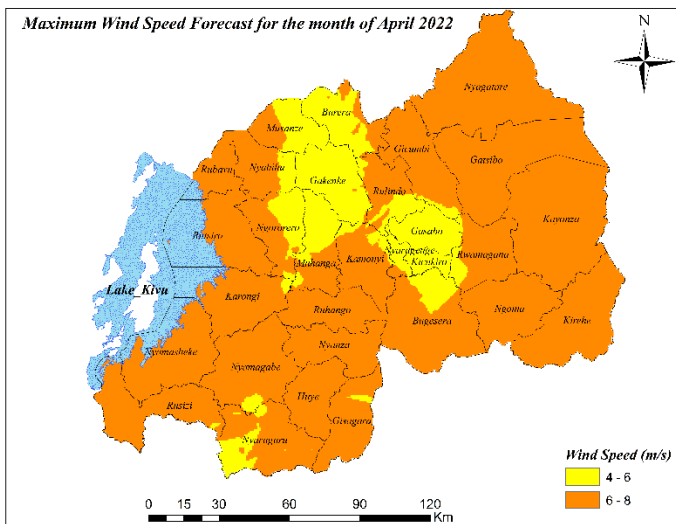 Maximum Wind Speed Forecast for the month of April 2022
N
Nyagatare
Burera
Musanze
Gicumbi
Gatsibo
Rubavu
Nyabihu
Gakenke
Rulindo
Kayonza
Ngororero
Gasabo
Rutsiro
Nyarugenge
Kicukiro
Rwamagana
Muhanga
Kamonyi
Lake_Kivu
Karongi
Ruhango
Bugesera
Ngoma
Kirehe
Nyamasheke
Nyanza
Nyamagabe
Huye
Rusizi
Gisagara
Nyaruguru
Wind Speed (m/s)
4 - 6
6 - 8
0 15 30 60 90 120
Km